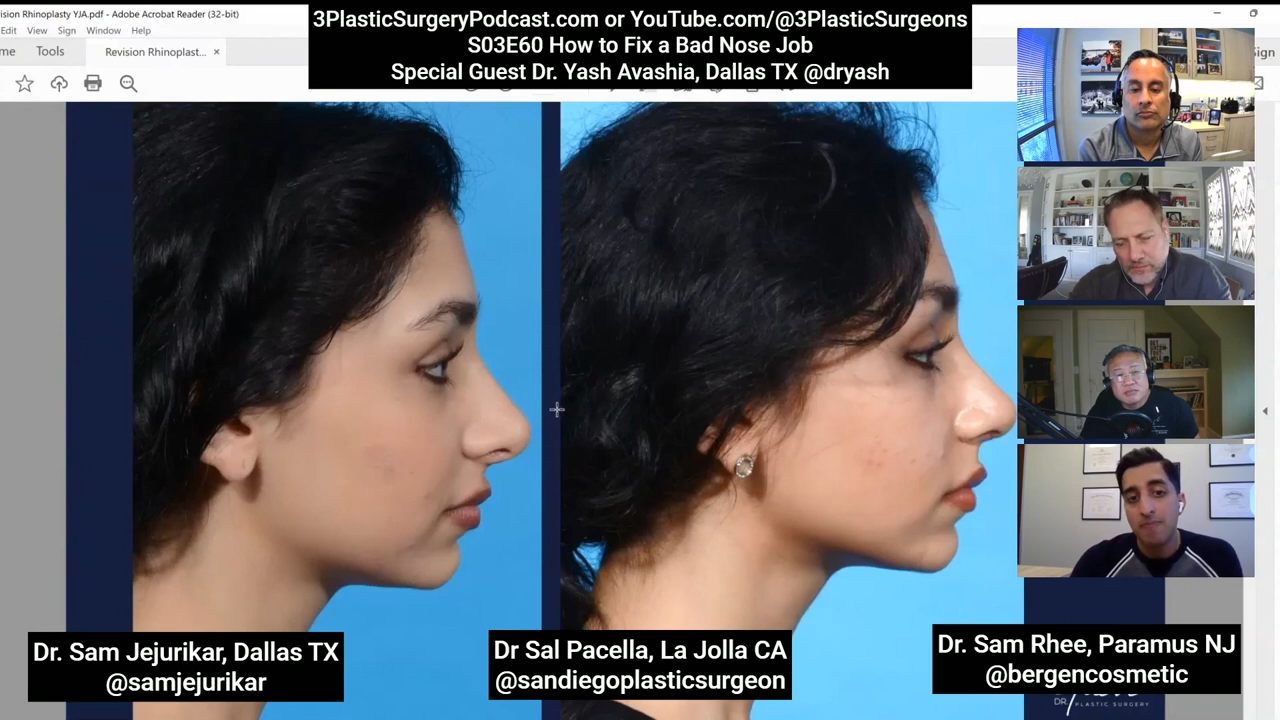 ision Rhinoplasty YJA.pdf - Adobe Acrobat Reader (32-bit)
View Sign Window Help
me Tools Revision Rhinoplast... ×
Sign
3PlasticSurgeryPodcast.com or YouTube.com/@3PlasticSurgeons
S03E60 How to Fix a Bad Nose Job
Special Guest Dr. Yash Avashia, Dallas TX @dryash
Dr. Sam Jejurikar, Dallas TX
@samjejurikar
Dr Sal Pacella, La Jolla CA
@sandiegoplasticsurgeon
Dr. Sam Rhee, Paramus NJ
@bergencosmetic
DR.
PLASTIC SURGERY